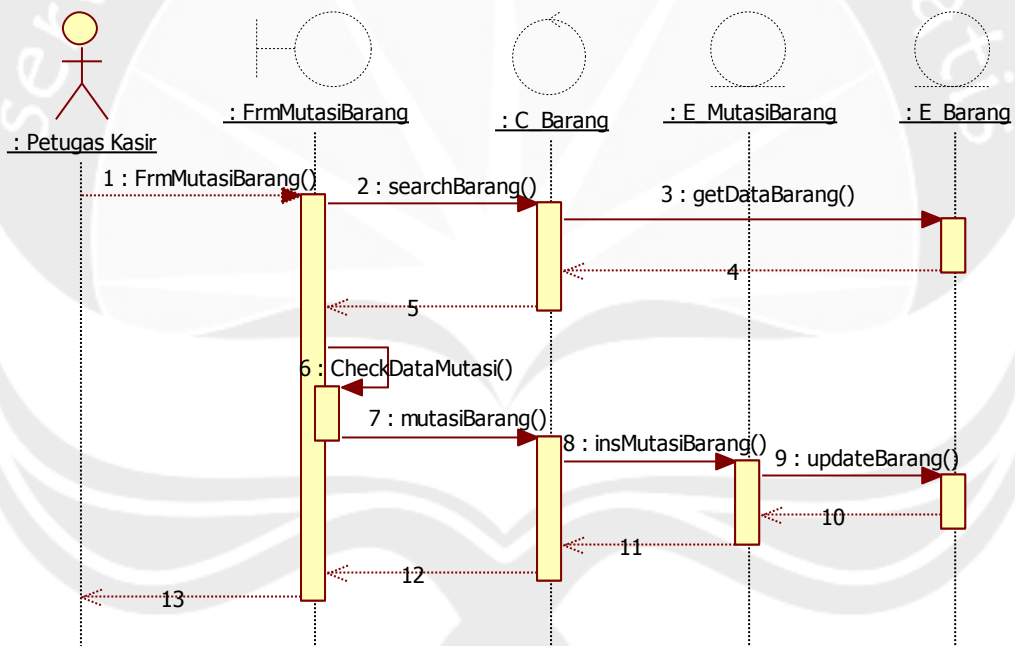 : FrmMutasiBarang
: C_Barang
: E_MutasiBarang
: E_Barang
: Petugas Kasir
1 : FrmMutasiBarang()
2 : searchBarang()
3 : getDataBarang()
4
5
6 : CheckDataMutasi()
7 : mutasiBarang()
8 : insMutasiBarang()
9 : updateBarang()
10
11
12
13